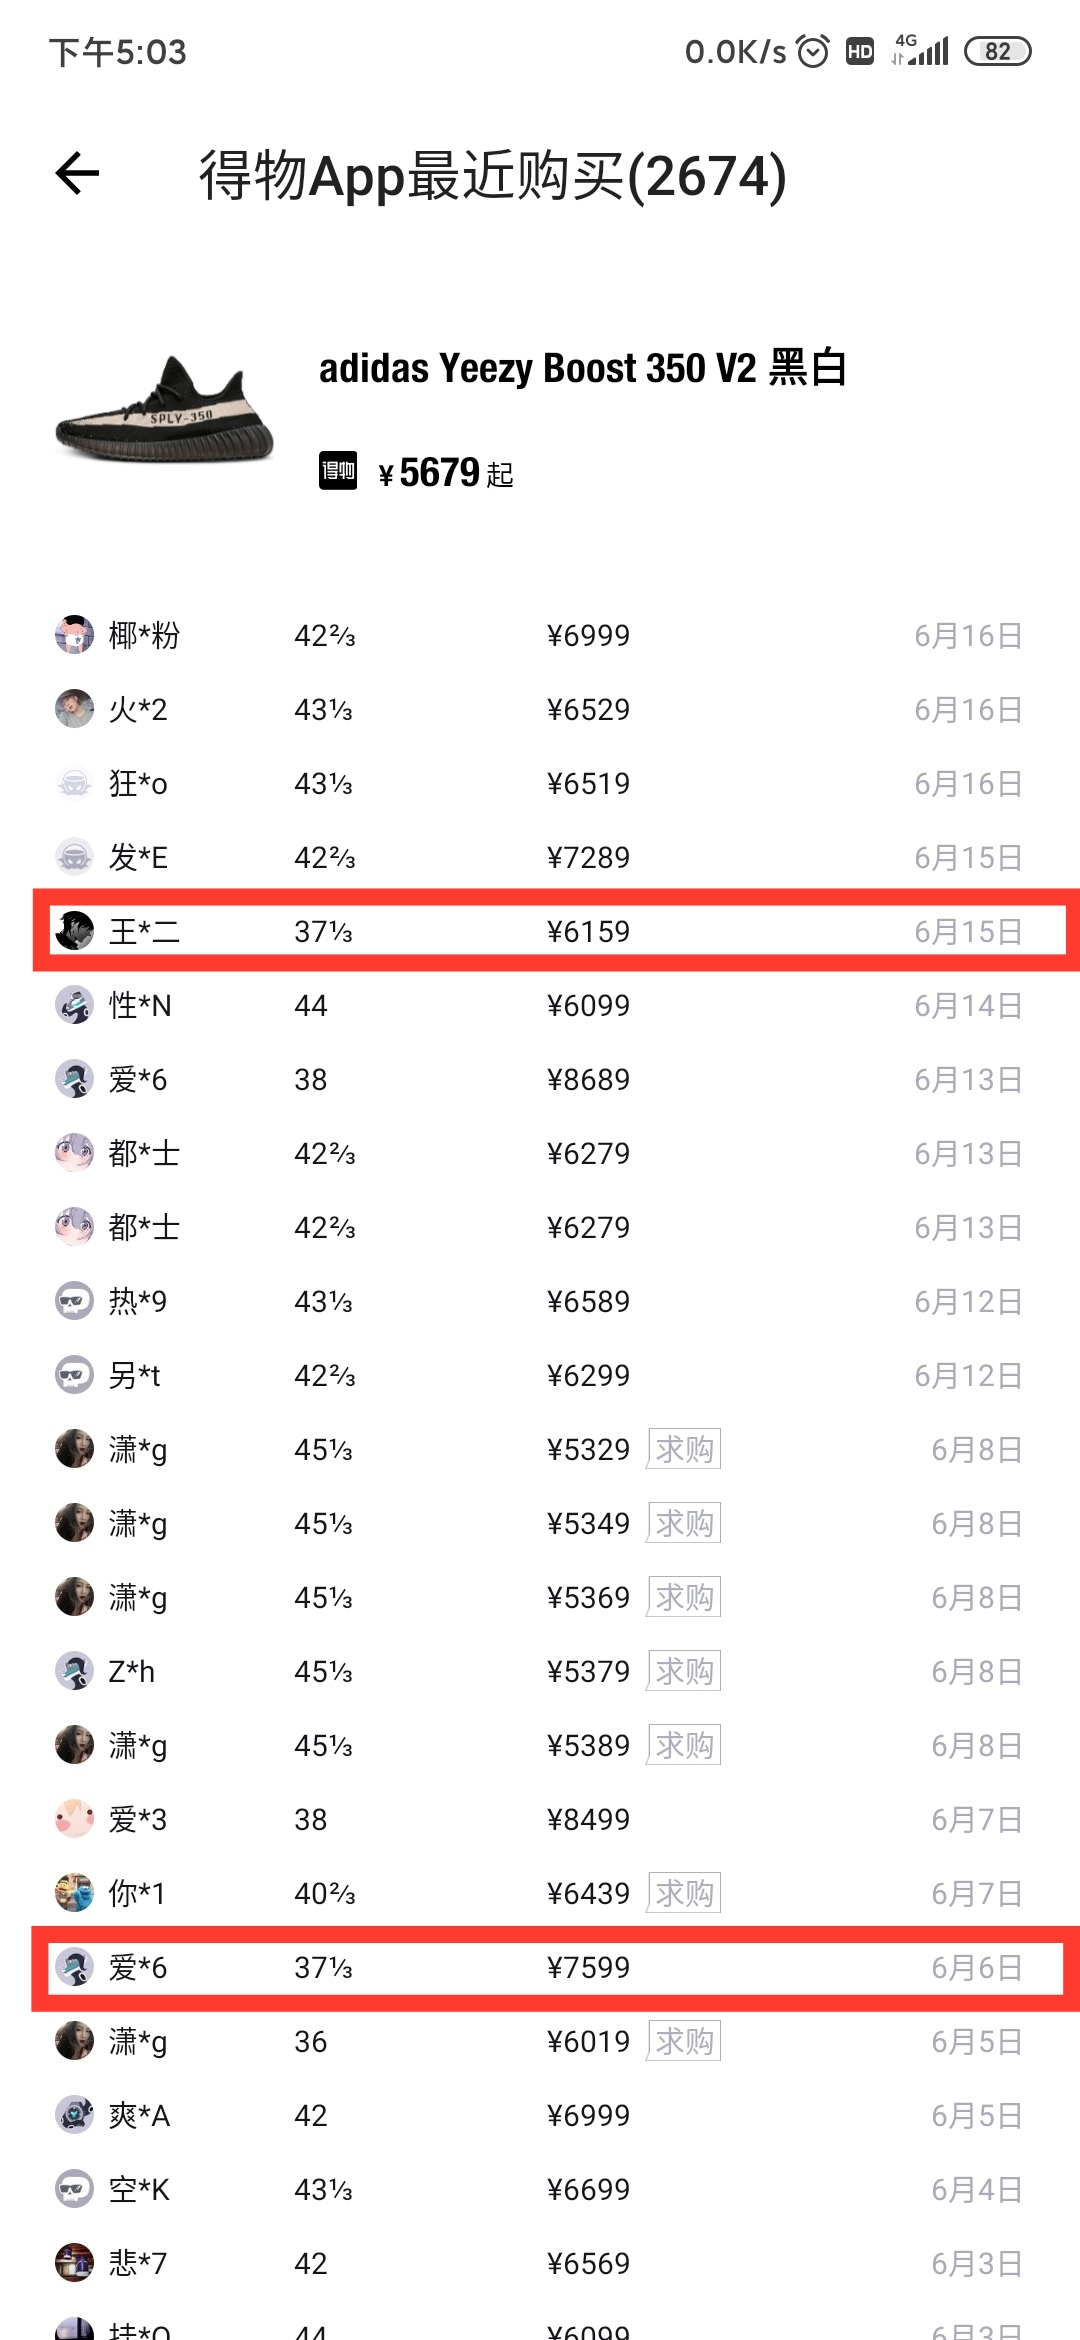 下午5:03 0.0K/s HD 4G 82
得物App最近购买(2674)
adidas Yeezy Boost 350 V2 黑白
SPLY-350
得物 ¥5679起
椰*粉 42⅔ ¥6999 6月16日
火*2 43⅓ ¥6529 6月16日
狂*o 43⅓ ¥6519 6月16日
发*E 42⅔ ¥7289 6月15日
王*二 37⅓ ¥6159 6月15日
性*N 44 ¥6099 6月14日
爱*6 38 ¥8689 6月13日
都*士 42⅔ ¥6279 6月13日
都*士 42⅔ ¥6279 6月13日
热*9 43⅓ ¥6589 6月12日
另*t 42⅔ ¥6299 6月12日
潇*g 45⅓ ¥5329 求购 6月8日
潇*g 45⅓ ¥5349 求购 6月8日
潇*g 45⅓ ¥5369 求购 6月8日
Z*h 45⅓ ¥5379 求购 6月8日
潇*g 45⅓ ¥5389 求购 6月8日
爱*3 38 ¥8499 6月7日
你*1 40⅔ ¥6439 求购 6月7日
爱*6 37⅓ ¥7599 6月6日
潇*g 36 ¥6019 求购 6月5日
爽*A 42 ¥6999 6月5日
空*K 43⅓ ¥6699 6月4日
悲*7 42 ¥6569 6月3日
44 ¥6099 6月3日